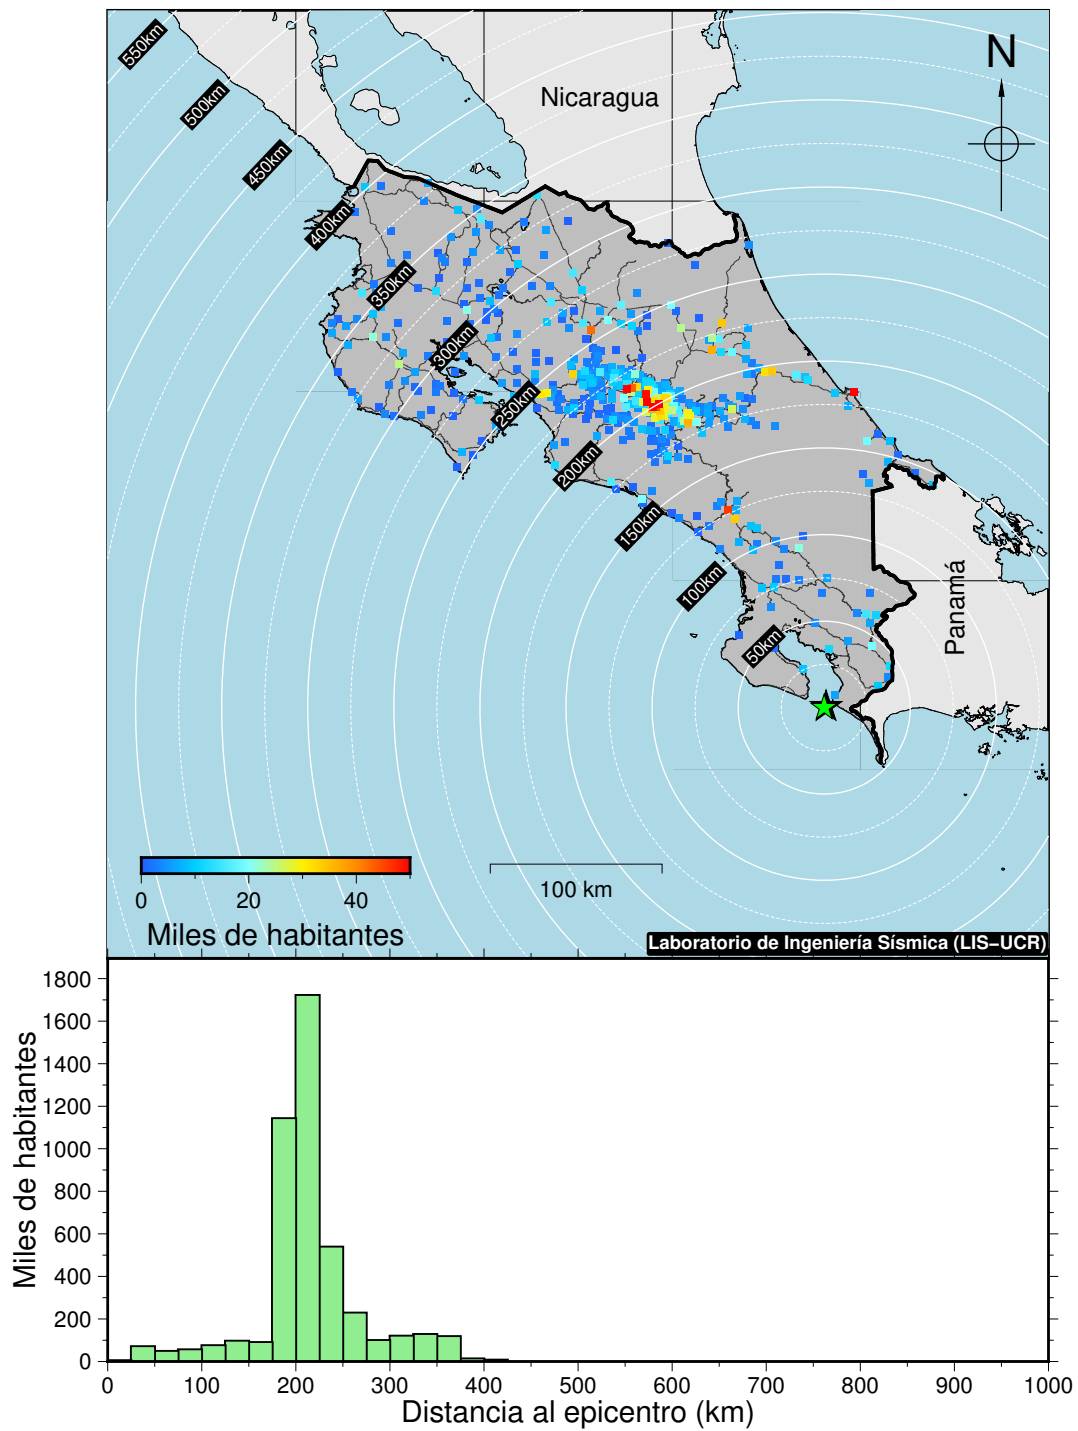 550km
500km
450km
400km
350km
300km
250km
200km
150km
100km
50km
Nicaragua
N
Panamá
0 20 40
Miles de habitantes
100 km
Laboratorio de Ingeniería Sísmica (LIS−UCR)
Miles de habitantes
1800
1600
1400
1200
1000
800
600
400
200
0
0 100 200 300 400 500 600 700 800 900 1000
Distancia al epicentro (km)